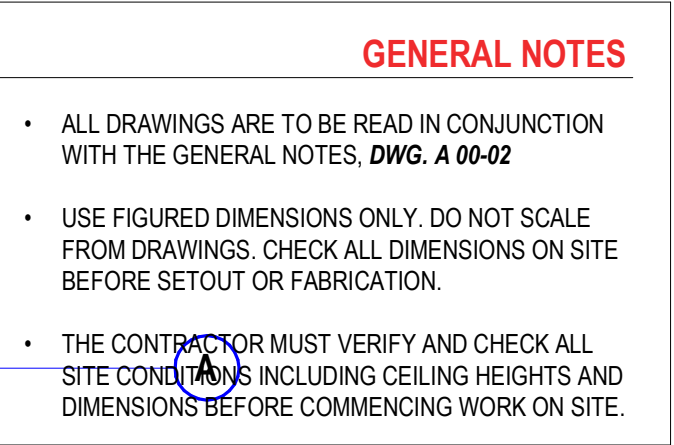 GENERAL NOTES
• ALL DRAWINGS ARE TO BE READ IN CONJUNCTION
WITH THE GENERAL NOTES, DWG. A 00-02
• USE FIGURED DIMENSIONS ONLY. DO NOT SCALE
FROM DRAWINGS. CHECK ALL DIMENSIONS ON SITE
BEFORE SETOUT OR FABRICATION.
• THE CONTRACTOR MUST VERIFY AND CHECK ALL
SITE CONDITIONS INCLUDING CEILING HEIGHTS AND
DIMENSIONS BEFORE COMMENCING WORK ON SITE.
A